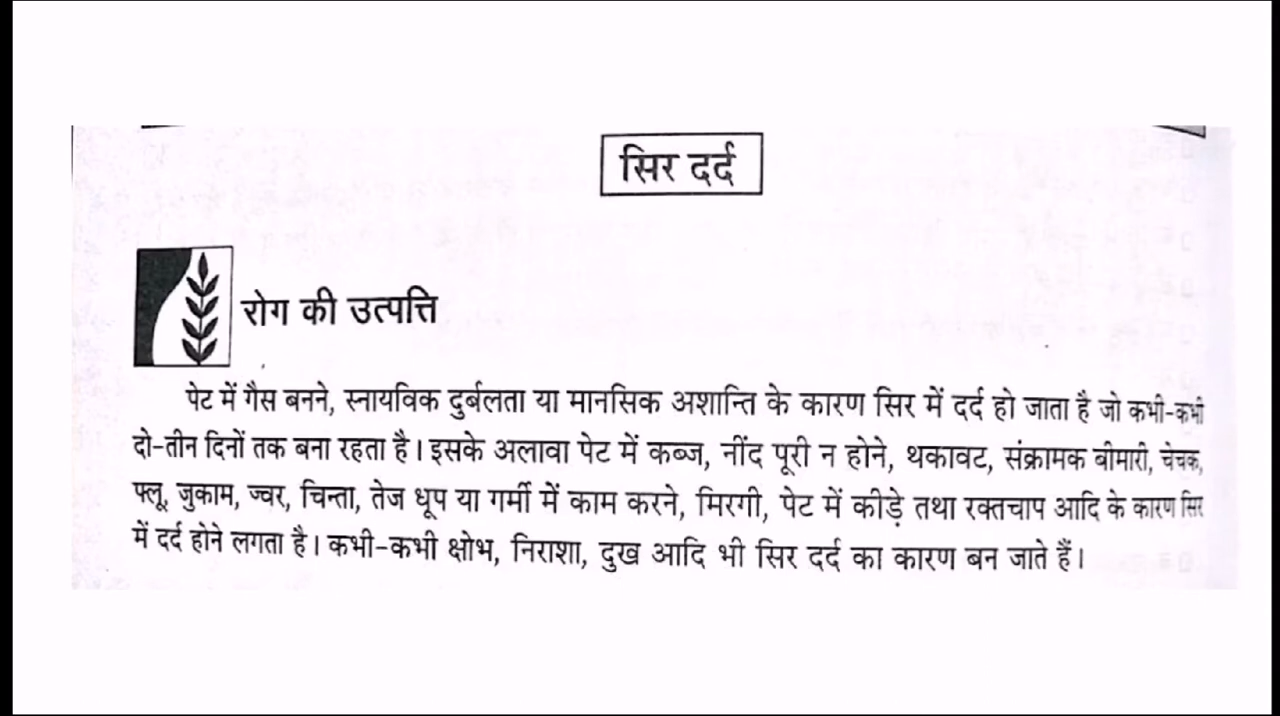 सिर दर्द
रोग की उत्पत्ति
पेट में गैस बनने, स्नायविक दुर्बलता या मानसिक अशान्ति के कारण सिर में दर्द हो जाता है जो कभी-कभी
दो-तीन दिनों तक बना रहता है। इसके अलावा पेट में कब्ज, नींद पूरी न होने, थकावट, संक्रामक बीमारी, चेचक,
फ्लू, जुकाम, ज्वर, चिन्ता, तेज धूप या गर्मी में काम करने, मिरगी, पेट में कीड़े तथा रक्तचाप आदि के कारण सिर
में दर्द होने लगता है। कभी-कभी क्षोभ, निराशा, दुख आदि भी सिर दर्द का कारण बन जाते हैं।